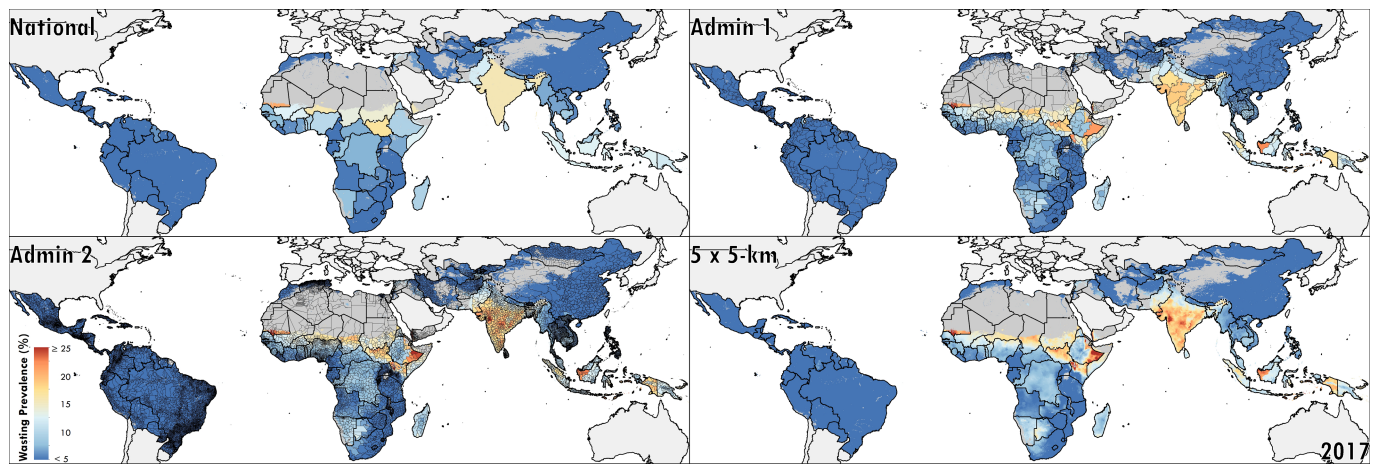 National
Admin 1
Admin 2
5 x 5-km
Wasting Prevalence (%)
≥ 25
20
15
10
< 5
2017